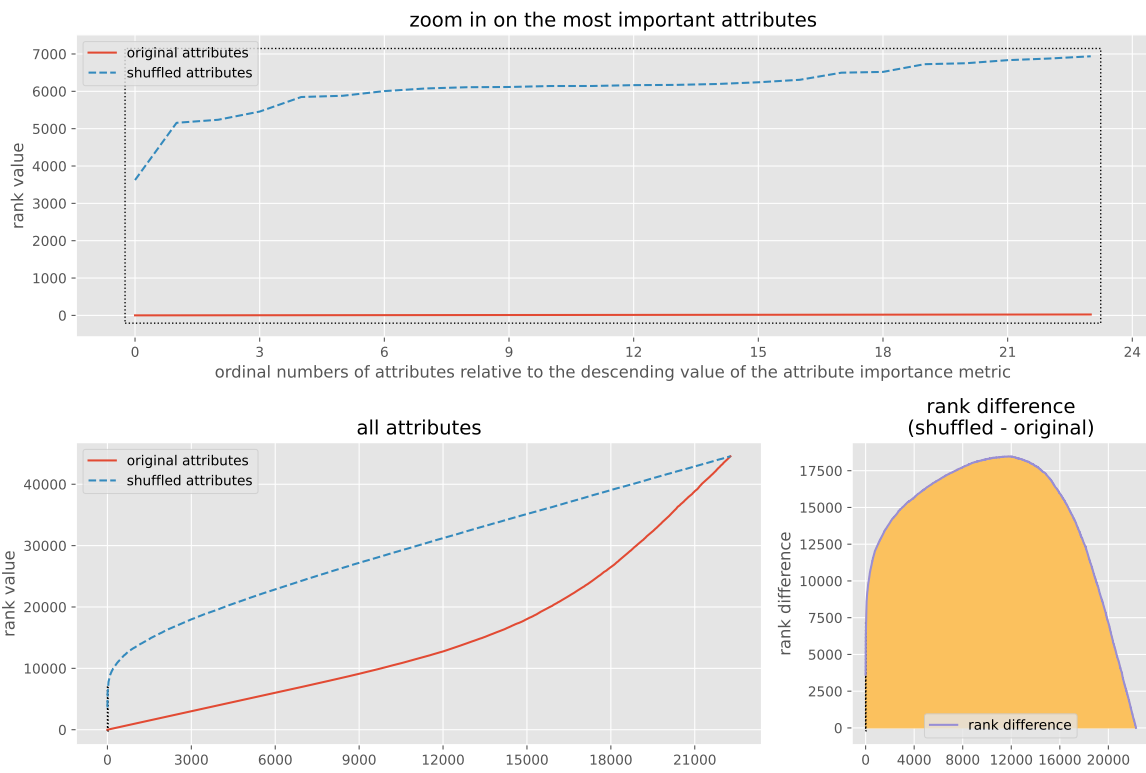 zoom in on the most important attributes
original attributes
shuffled attributes
rank value
7000
6000
5000
4000
3000
2000
1000
0
0 3 6 9 12 15 18 21 24
ordinal numbers of attributes relative to the descending value of the attribute importance metric
all attributes
original attributes
shuffled attributes
rank value
40000
30000
20000
10000
0
0 3000 6000 9000 12000 15000 18000 21000
rank difference
(shuffled - original)
rank difference
17500
15000
12500
10000
7500
5000
2500
0
rank difference
0 4000 8000 12000 16000 20000